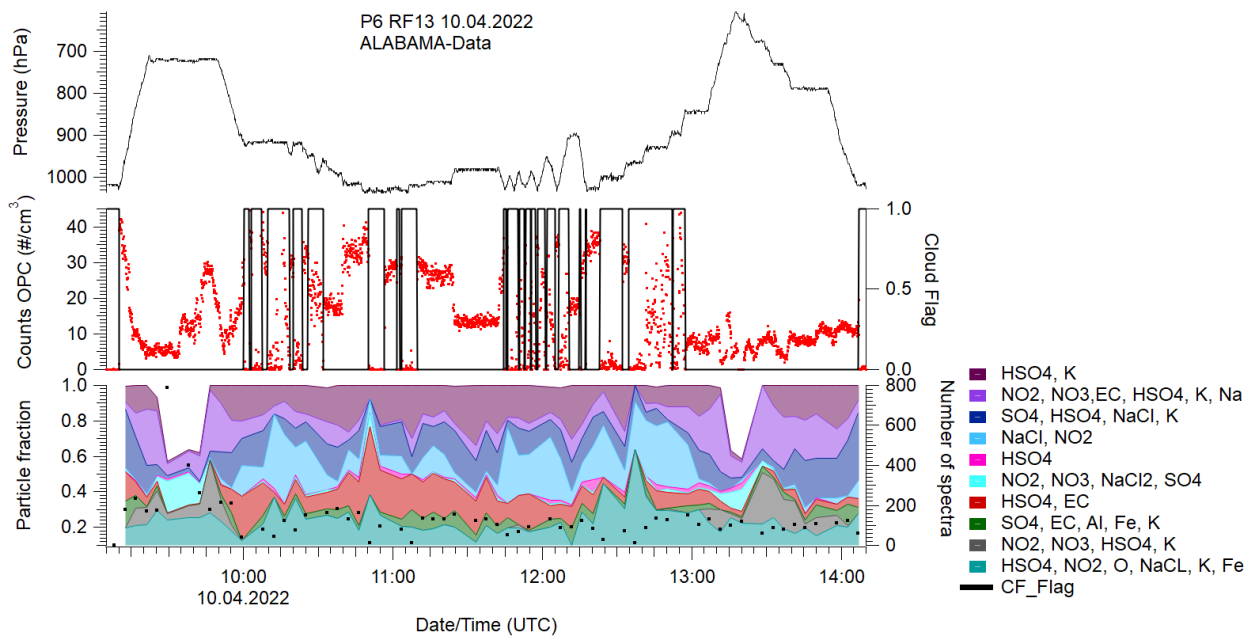 P6 RF13 10.04.2022
ALABAMA-Data
Pressure (hPa)
700
800
900
1000
Counts OPC (#/cm³)
40
30
20
10
0
1.0
0.5
0.0
Cloud Flag
Particle fraction
1.0
0.8
0.6
0.4
0.2
800
600
400
200
0
Number of spectra
10:00
11:00
12:00
13:00
14:00
10.04.2022
Date/Time (UTC)
HSO4, K
NO2, NO3,EC, HSO4, K, Na
SO4, HSO4, NaCl, K
NaCl, NO2
HSO4
NO2, NO3, NaCl2, SO4
HSO4, EC
SO4, EC, Al, Fe, K
NO2, NO3, HSO4, K
HSO4, NO2, O, NaCL, K, Fe
CF_Flag